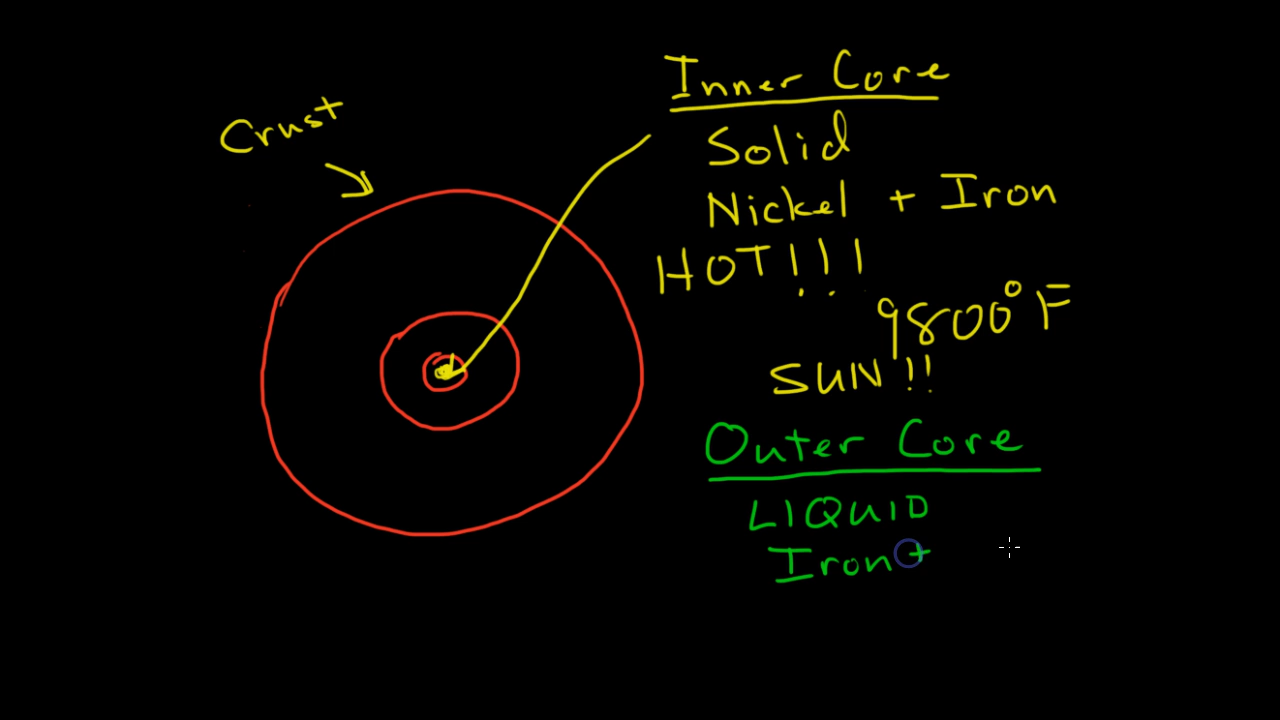 Crust
Inner Core
Solid
Nickel + Iron
HOT!!!
9800°F
SUN!!
Outer Core
LIQUID
Iron +